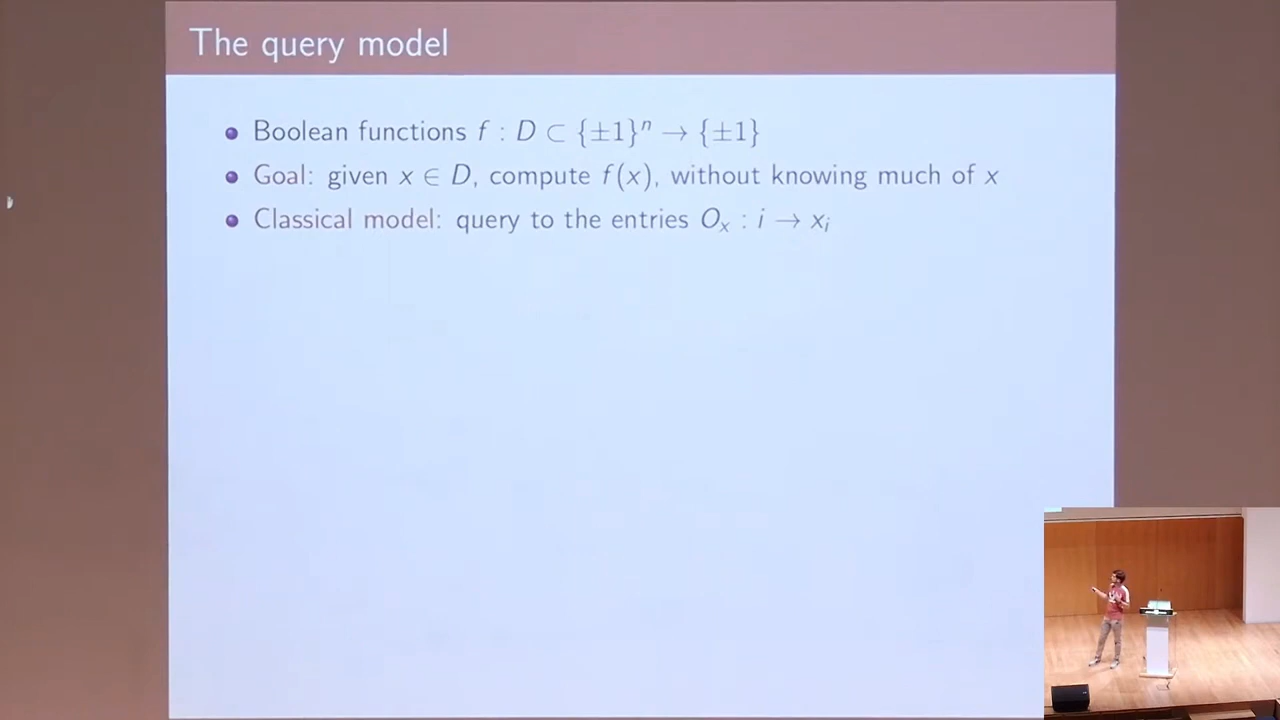 The query model
Boolean functions f : D ⊂ {±1}ⁿ → {±1}
Goal: given x ∈ D, compute f(x), without knowing much of x
Classical model: query to the entries Oₓ : i → xᵢ